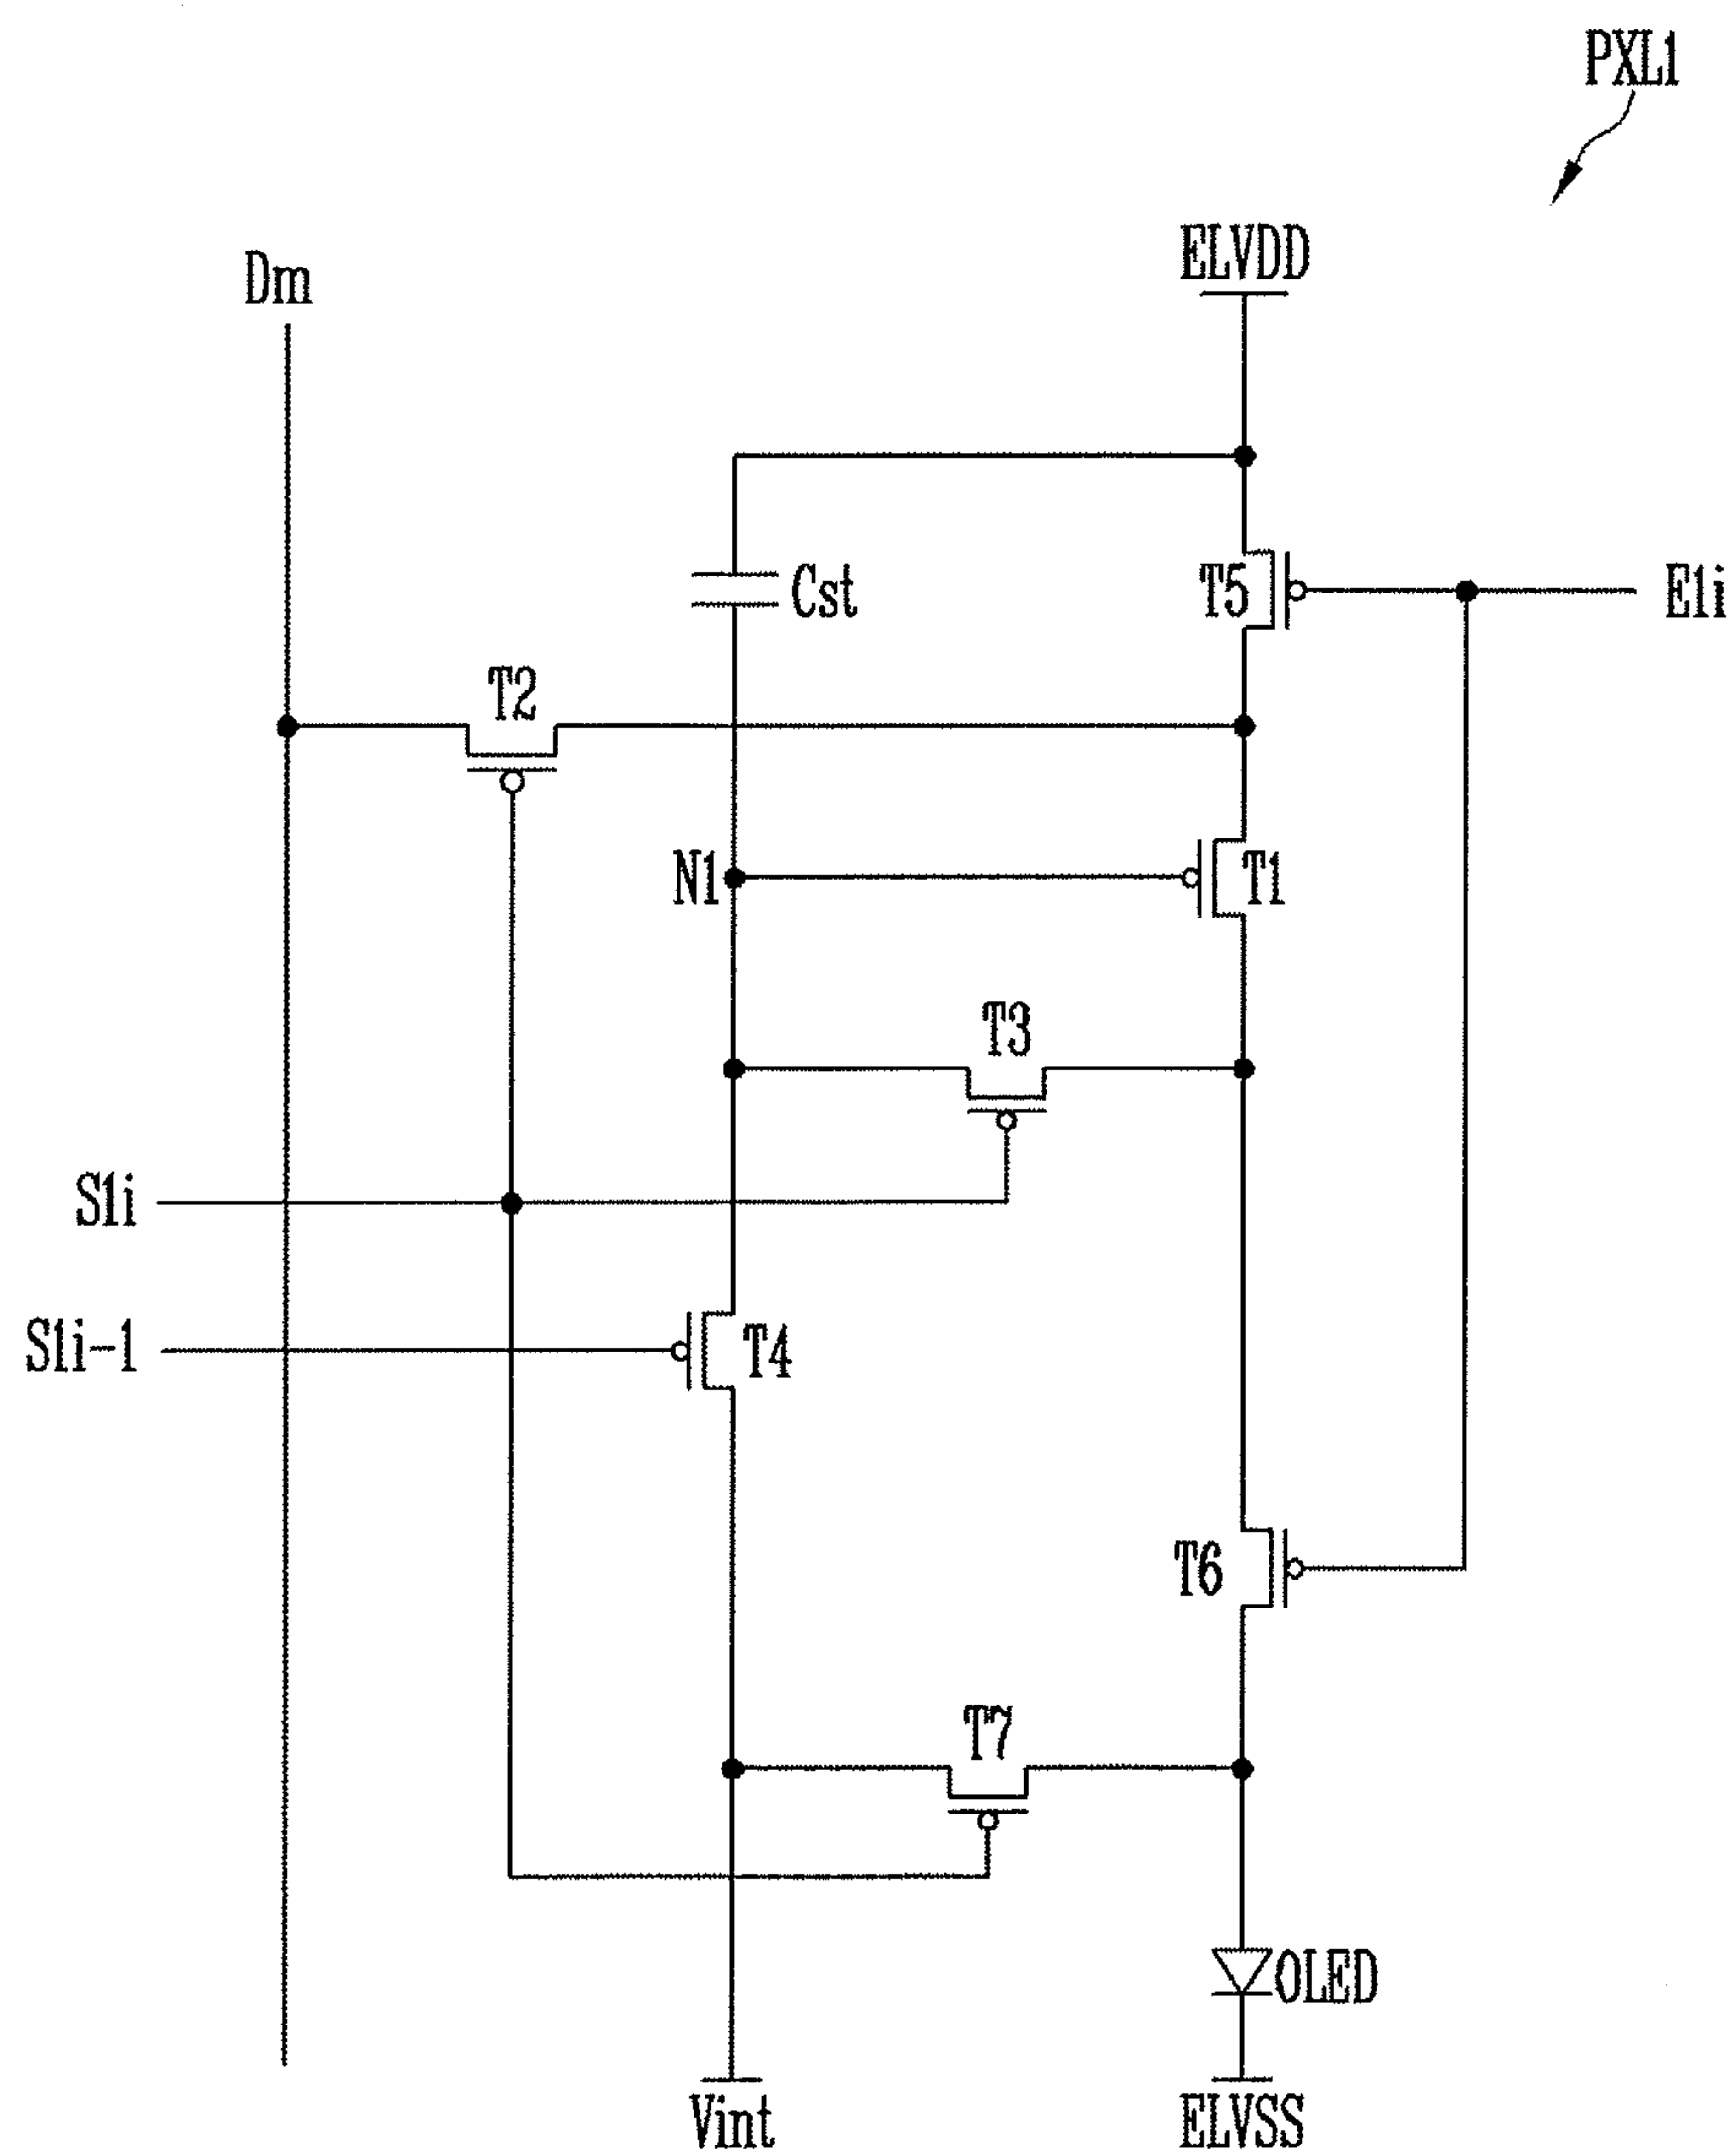 PXL1
ELVDD
Dm
Cst
T5
E1i
T2
N1
T1
T3
S1i
S1i-1
T4
T6
T7
OLED
Vint
ELVSS